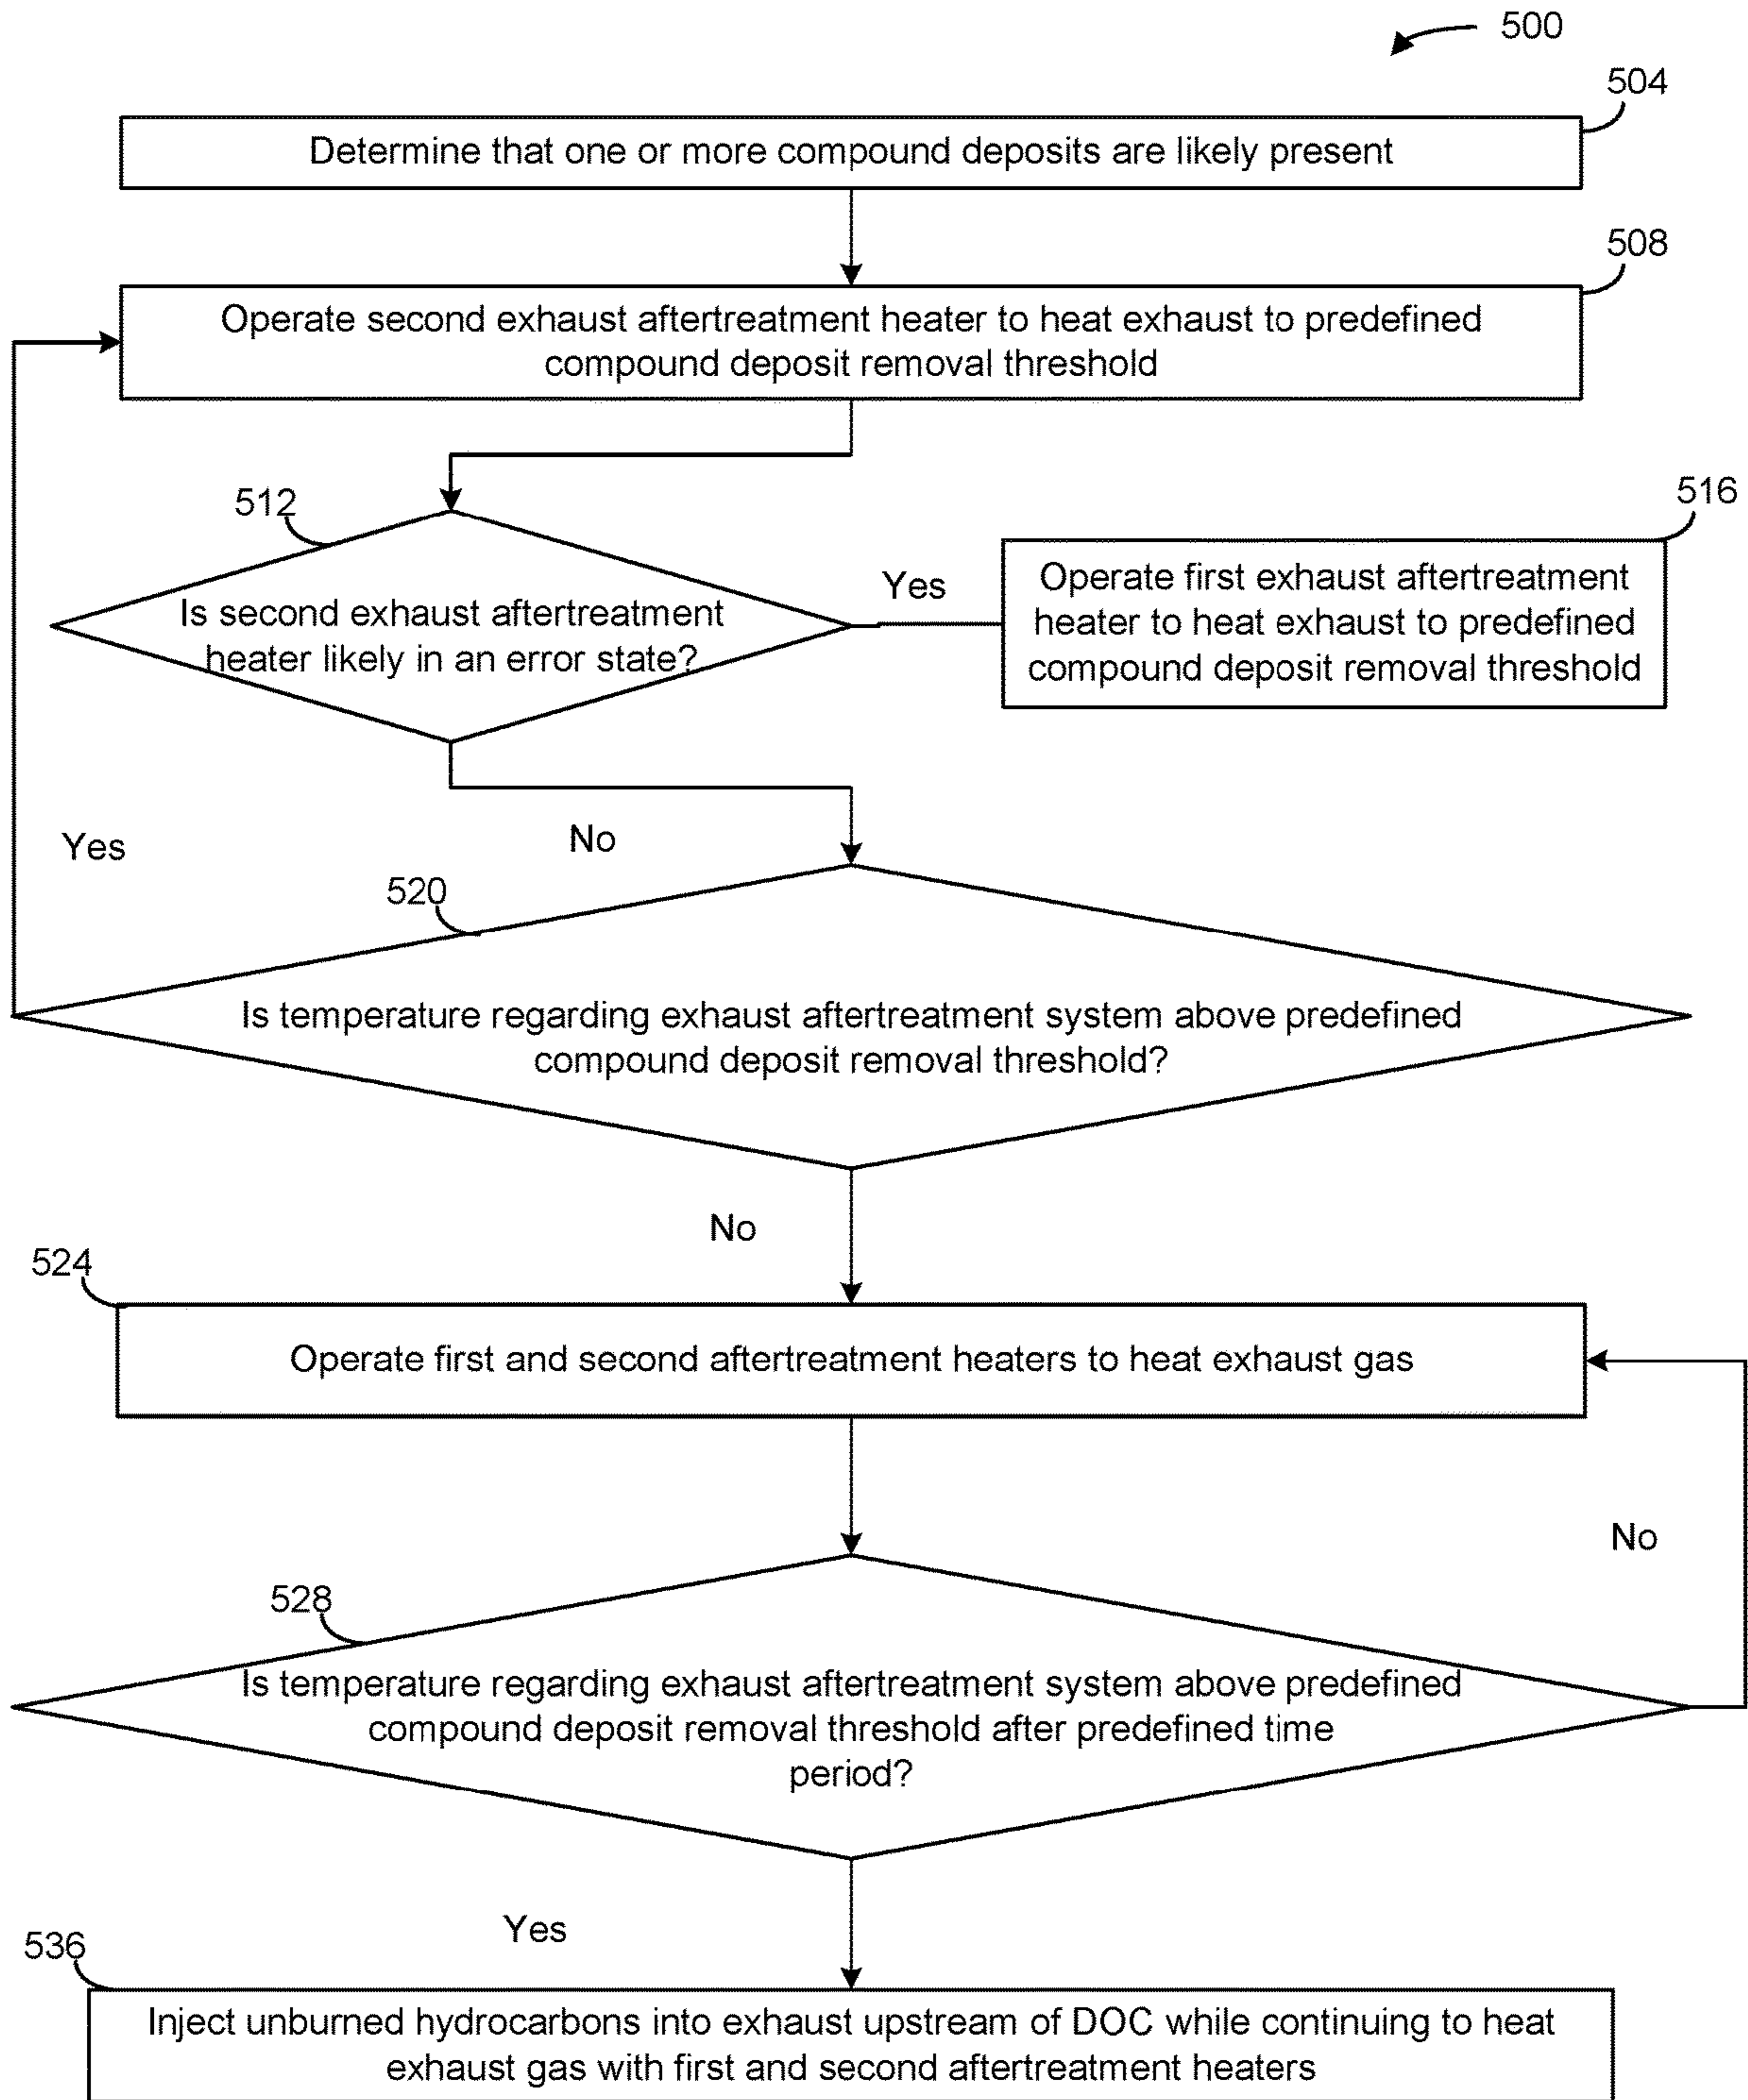 500
504
Determine that one or more compound deposits are likely present
508
Operate second exhaust aftertreatment heater to heat exhaust to predefined
compound deposit removal threshold
512
516
Is second exhaust aftertreatment
heater likely in an error state?
Yes
Operate first exhaust aftertreatment
heater to heat exhaust to predefined
compound deposit removal threshold
Yes
No
520
Is temperature regarding exhaust aftertreatment system above predefined
compound deposit removal threshold?
No
524
Operate first and second aftertreatment heaters to heat exhaust gas
No
528
Is temperature regarding exhaust aftertreatment system above predefined
compound deposit removal threshold after predefined time
period?
Yes
536
Inject unburned hydrocarbons into exhaust upstream of DOC while continuing to heat
exhaust gas with first and second aftertreatment heaters